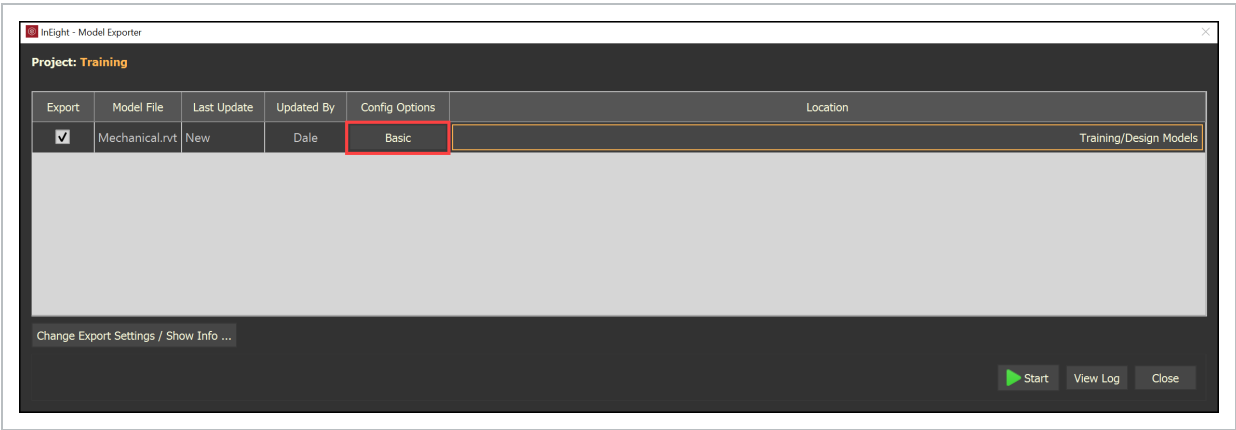 InEight - Model Exporter
Project: Training
Export Model File Last Update Updated By Config Options Location
Mechanical.rvt New Dale Basic Training/Design Models
Change Export Settings / Show Info ...
Start View Log Close